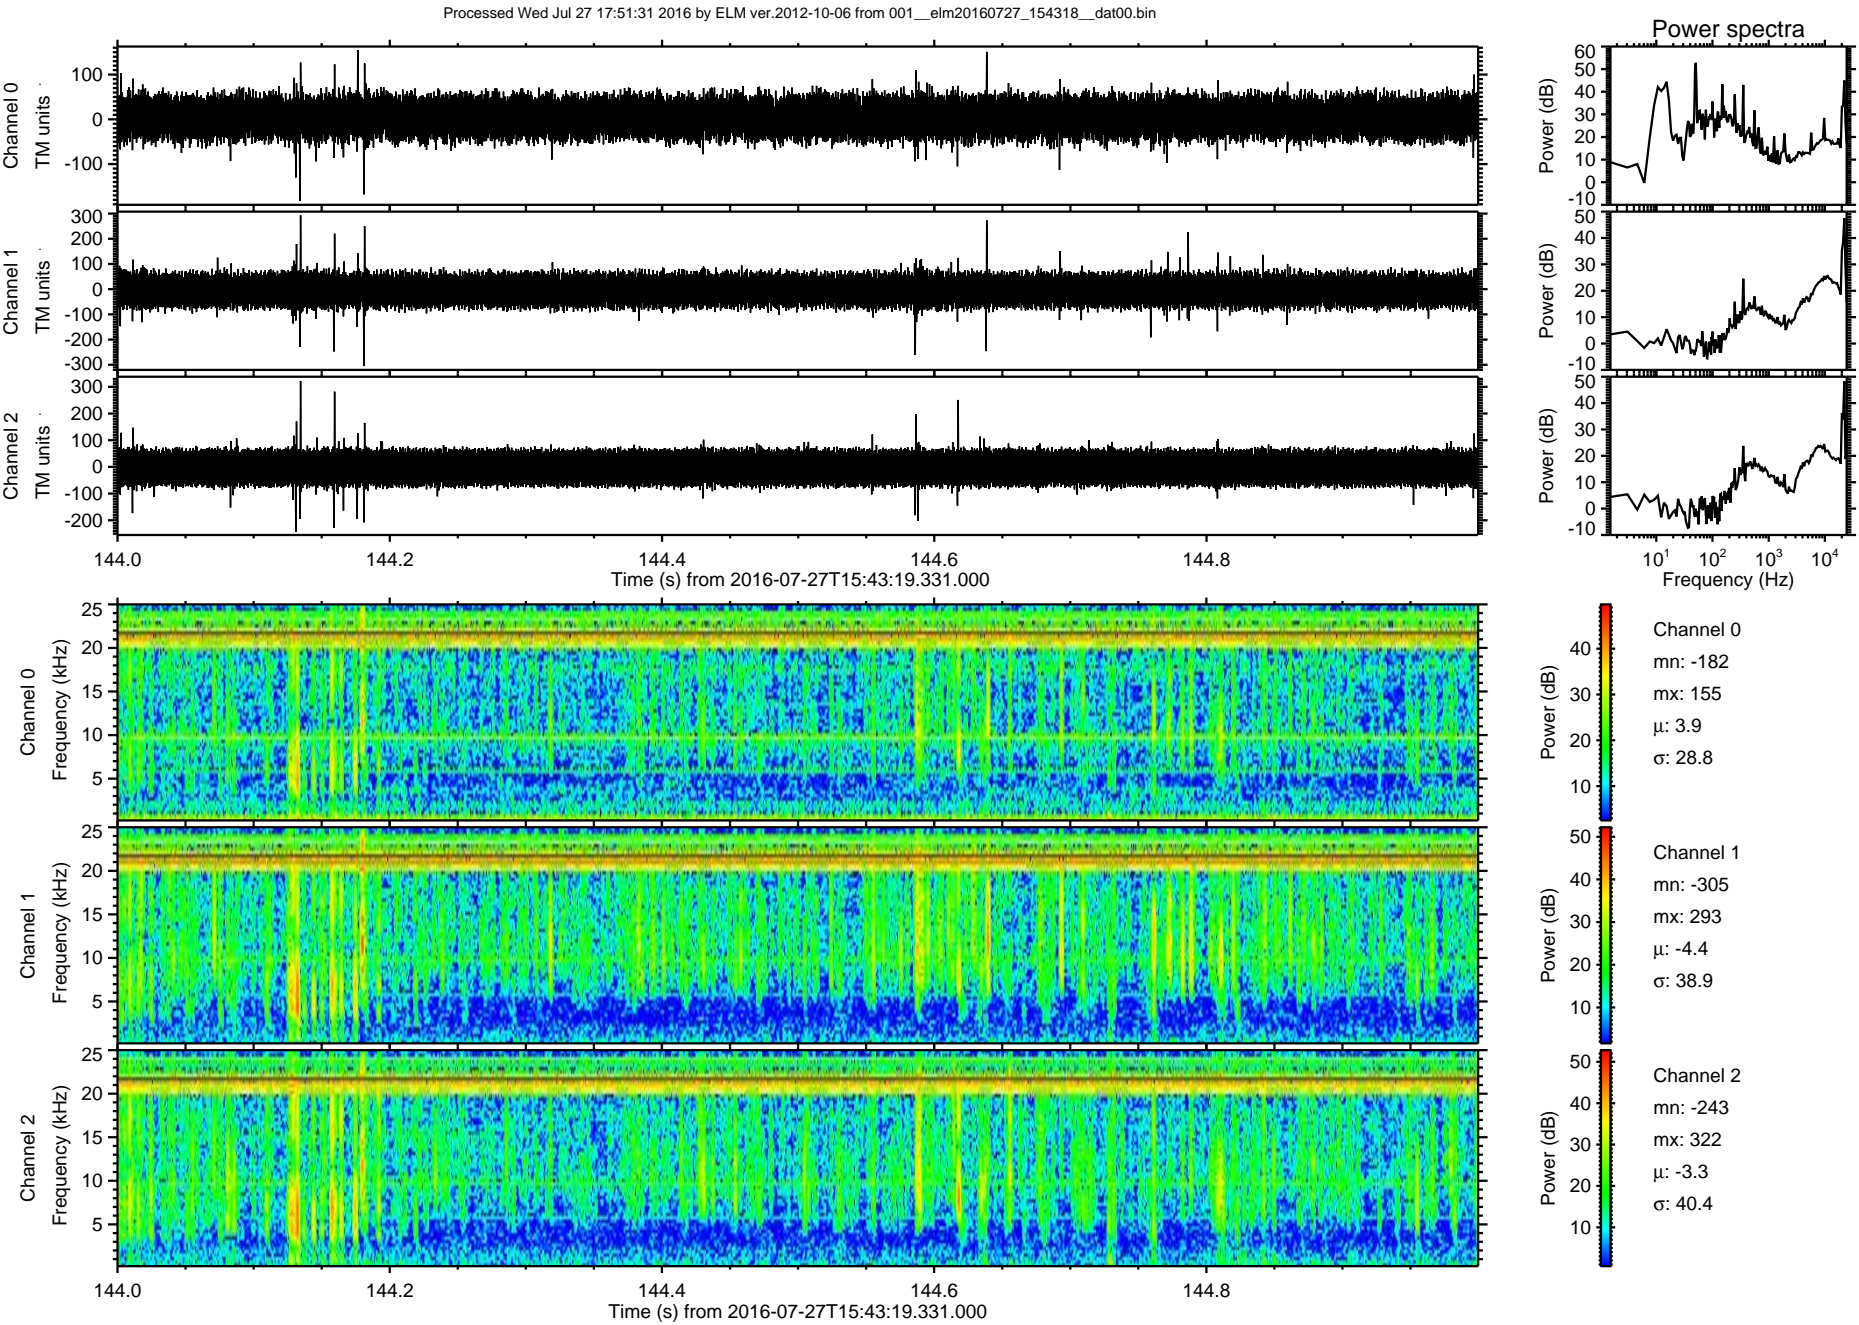 Processed Wed Jul 27 17:51:31 2016 by ELM ver.2012-10-06 from 001__elm20160727_154318__dat00.bin
Power spectra
Channel 0
TM units
100
0
-100
Power (dB)
60
50
40
30
20
10
0
-10
Channel 1
TM units
300
200
100
0
-100
-200
-300
Power (dB)
50
40
30
20
10
0
-10
Channel 2
TM units
300
200
100
0
-100
-200
Power (dB)
50
40
30
20
10
0
-10
144.0 144.2 144.4 144.6 144.8
Time (s) from 2016-07-27T15:43:19.331.000
10¹ 10² 10³ 10⁴
Frequency (Hz)
Channel 0
Frequency (kHz)
25
20
15
10
5
Power (dB)
40
30
20
10
Channel 0
mn: -182
mx: 155
μ: 3.9
σ: 28.8
Channel 1
Frequency (kHz)
25
20
15
10
5
Power (dB)
50
40
30
20
10
Channel 1
mn: -305
mx: 293
μ: -4.4
σ: 38.9
Channel 2
Frequency (kHz)
25
20
15
10
5
Power (dB)
50
40
30
20
10
Channel 2
mn: -243
mx: 322
μ: -3.3
σ: 40.4
144.0 144.2 144.4 144.6 144.8
Time (s) from 2016-07-27T15:43:19.331.000